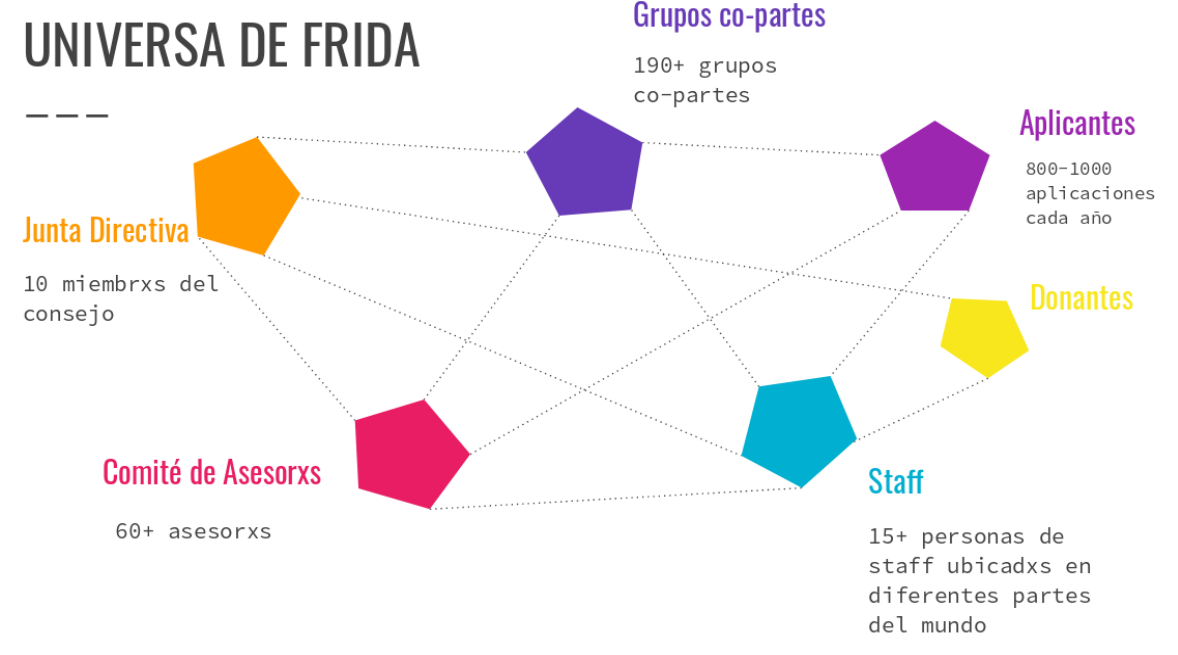 UNIVERSA DE FRIDA
Grupos co-partes
190+ grupos
co-partes
Aplicantes
800-1000
aplicaciones
cada año
Junta Directiva
10 miembrxs del
consejo
Donantes
Comité de Asesorxs
60+ asesorxs
Staff
15+ personas de
staff ubicadxs en
diferentes partes
del mundo